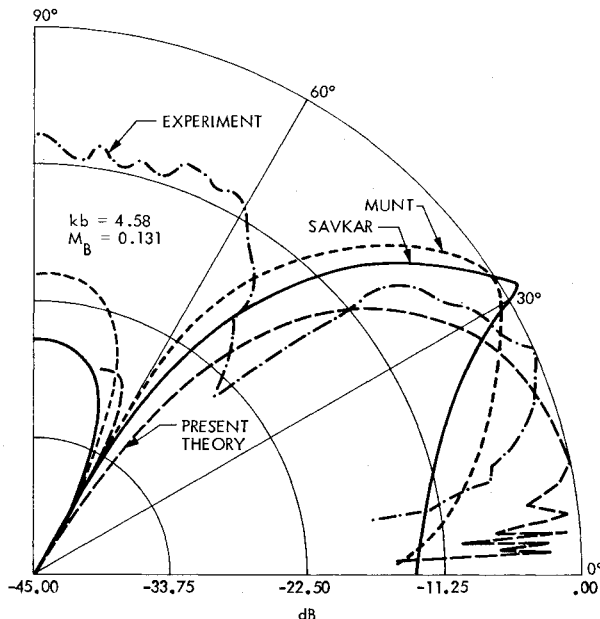 90°
60°
EXPERIMENT
MUNT
SAVKAR
kb = 4.58
M_B = 0.131
30°
PRESENT
THEORY
0°
-45.00
-33.75
-22.50
-11.25
.00
dB